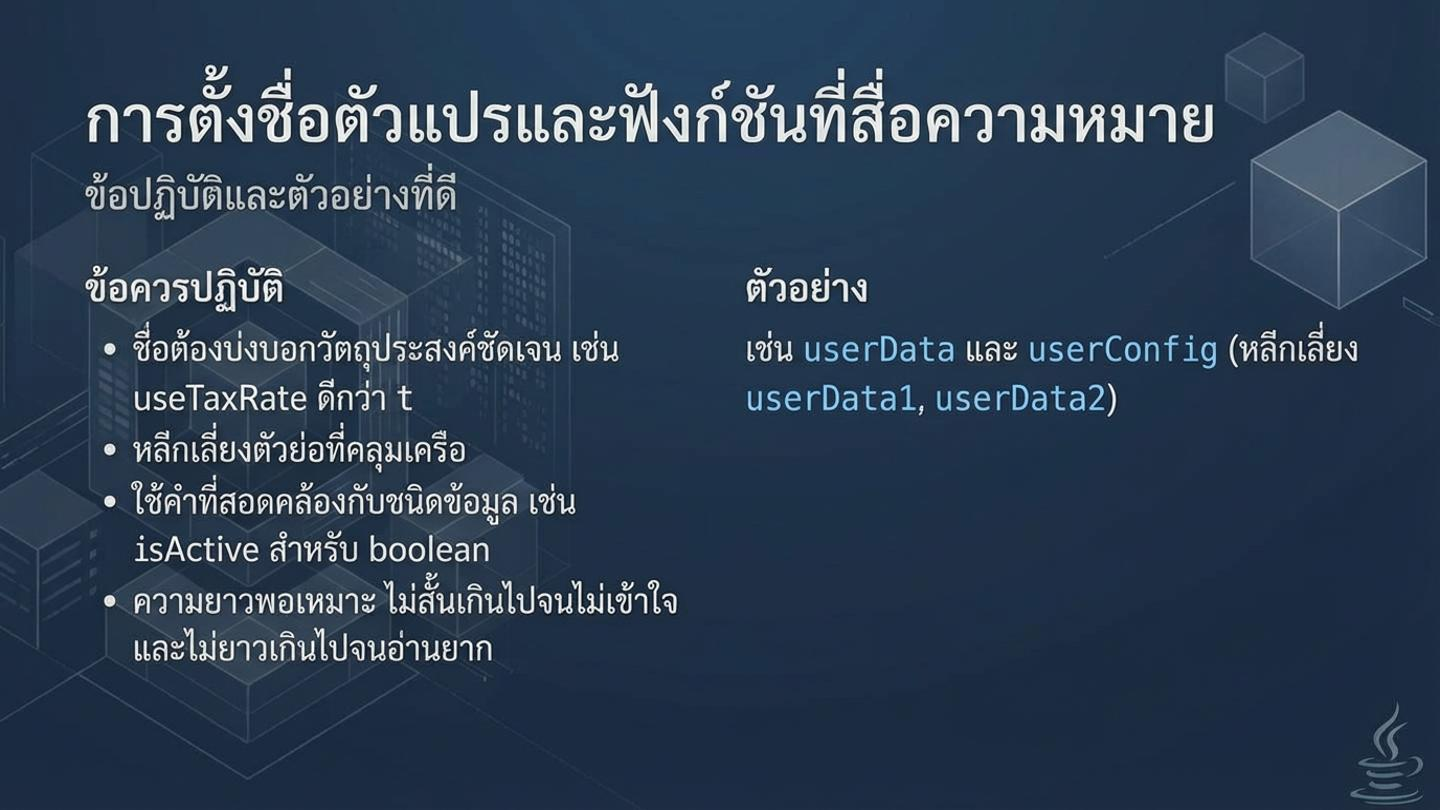 การตั้งชื่อตัวแปรและฟังก์ชันที่สื่อความหมาย
ข้อปฏิบัติและตัวอย่างที่ดี
ข้อควรปฏิบัติ
• ชื่อต้องบ่งบอกวัตถุประสงค์ชัดเจน เช่น
useTaxRate ดีกว่า t
• หลีกเลี่ยงตัวย่อที่คลุมเครือ
• ใช้คำที่สอดคล้องกับชนิดข้อมูล เช่น
isActive สำหรับ boolean
• ความยาวพอเหมาะ ไม่สั้นเกินไปจนไม่เข้าใจ
และไม่ยาวเกินไปจนอ่านยาก
ตัวอย่าง
เช่น userData และ userConfig (หลีกเลี่ยง
userData1, userData2)